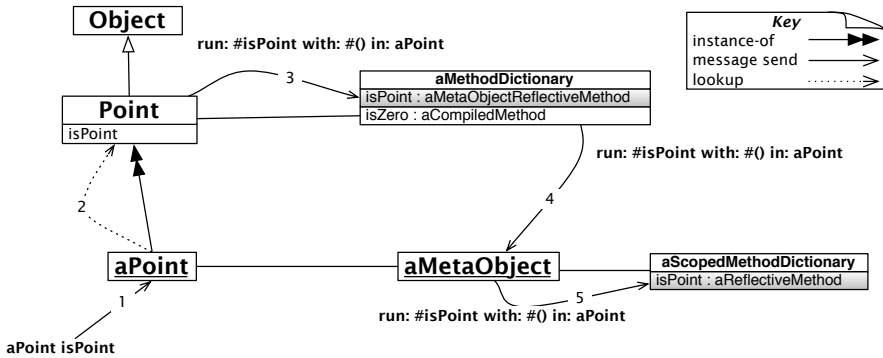 Object
run: #isPoint with: #() in: aPoint
Key
instance-of
message send
lookup
3
aMethodDictionary
isPoint : aMetaObjectReflectiveMethod
isZero : aCompiledMethod
Point
isPoint
run: #isPoint with: #() in: aPoint
2
4
aPoint
aMetaObject
aScopedMethodDictionary
isPoint : aReflectiveMethod
1
5
run: #isPoint with: #() in: aPoint
aPoint isPoint